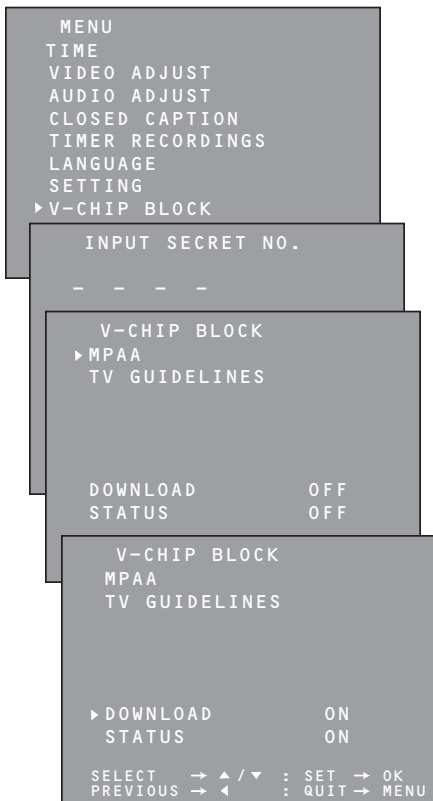 MENU
TIME
VIDEO ADJUST
AUDIO ADJUST
CLOSED CAPTION
TIMER RECORDINGS
LANGUAGE
SETTING
▶V-CHIP BLOCK
INPUT SECRET NO.
– – – –
V-CHIP BLOCK
▶MPAA
TV GUIDELINES
DOWNLOAD OFF
STATUS OFF
V-CHIP BLOCK
MPAA
TV GUIDELINES
▶DOWNLOAD ON
STATUS ON
SELECT → ▲/▼ : SET → OK
PREVIOUS → ◀ : QUIT → MENU